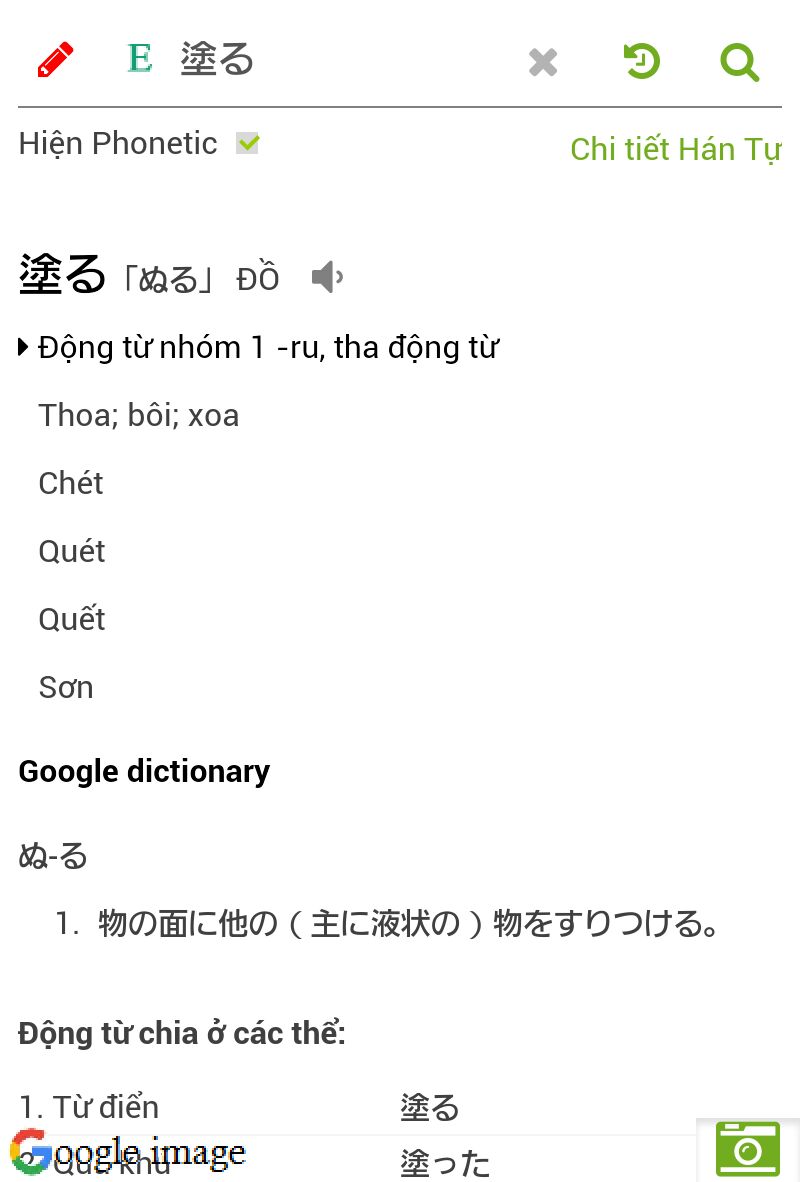 E 塗る
Hiện Phonetic
Chi tiết Hán Tự
塗る「ぬる」 ĐỒ
Động từ nhóm 1 -ru, tha động từ
Thoa; bôi; xoa
Chét
Quét
Quết
Sơn
Google dictionary
ぬ-る
1. 物の面に他の（主に液状の）物をすりつける。
Động từ chia ở các thể:
1. Từ điển 塗る
Google image
2. Quá khứ 塗った